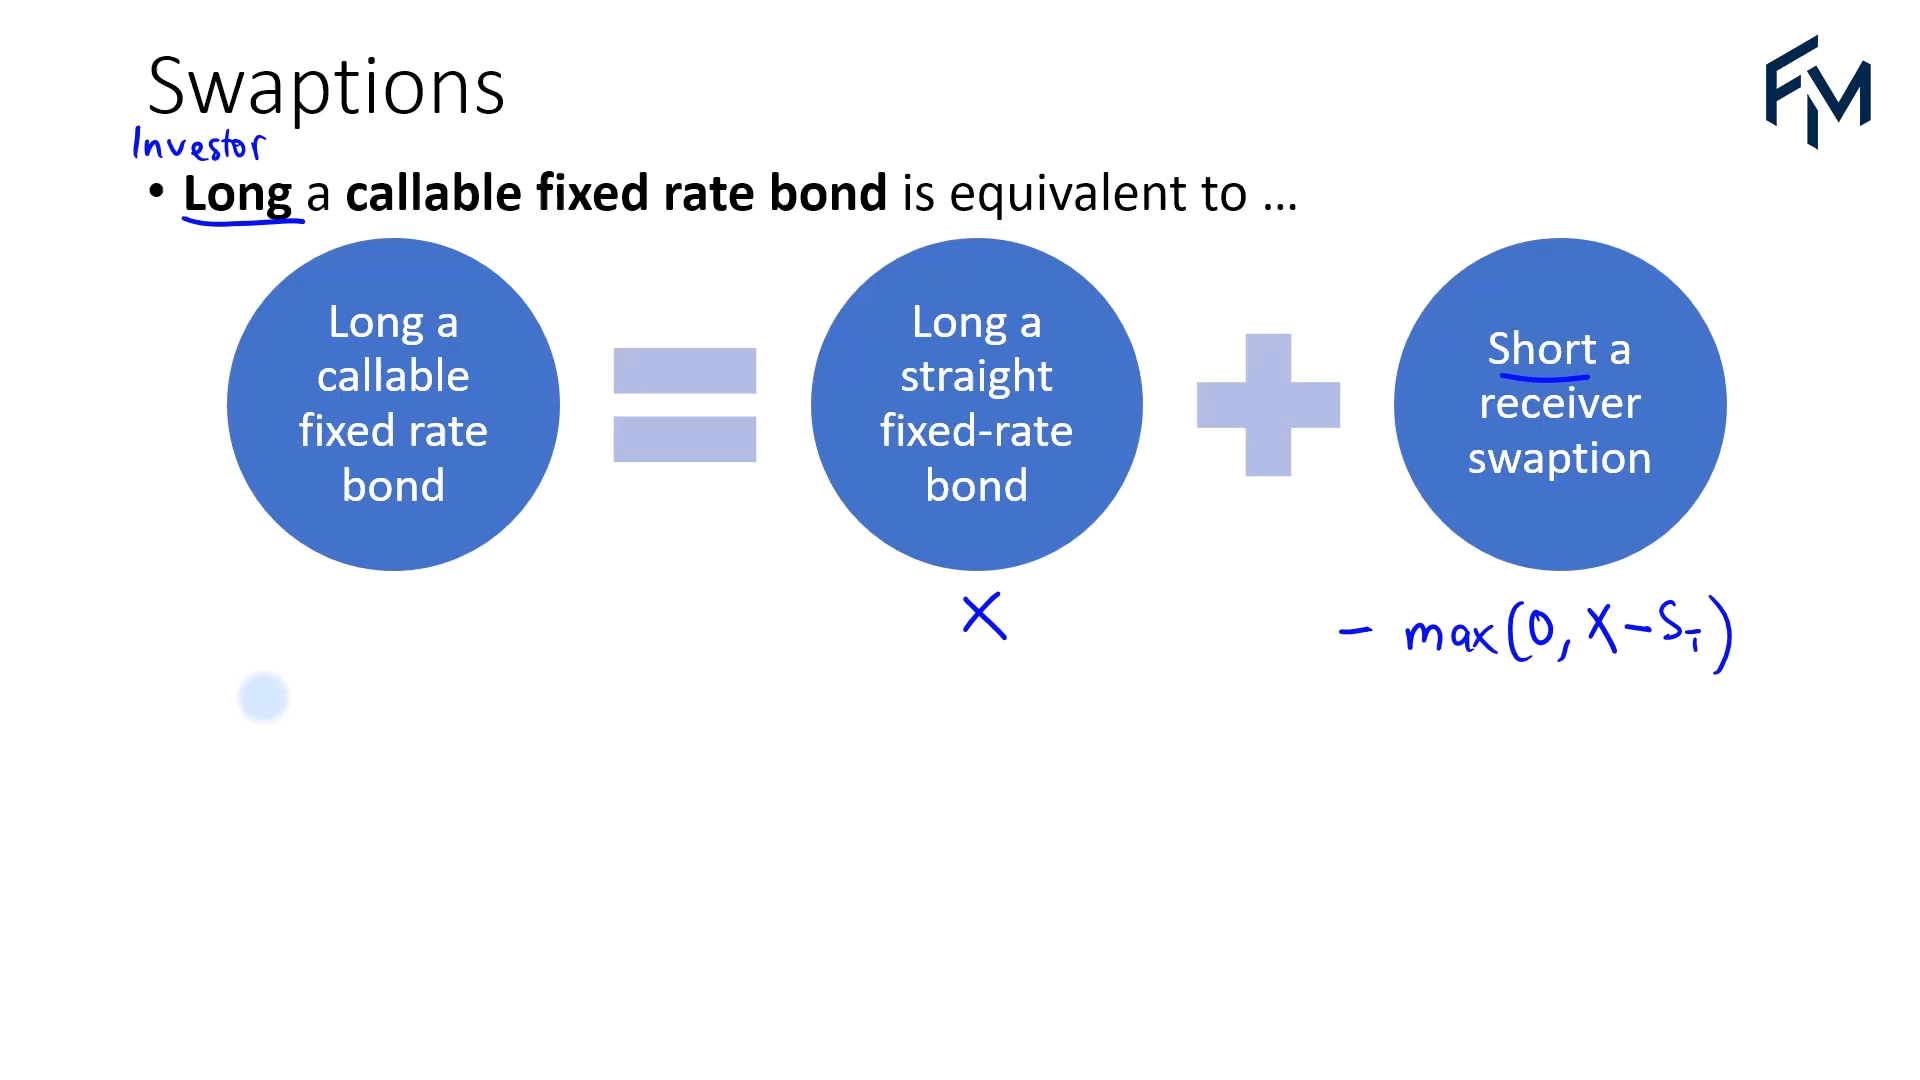 Swaptions
Investor
• Long a callable fixed rate bond is equivalent to ...
Long a
callable
fixed rate
bond
Long a
straight
fixed-rate
bond
Short a
receiver
swaption
X
- max(0, X-S_T)
FM